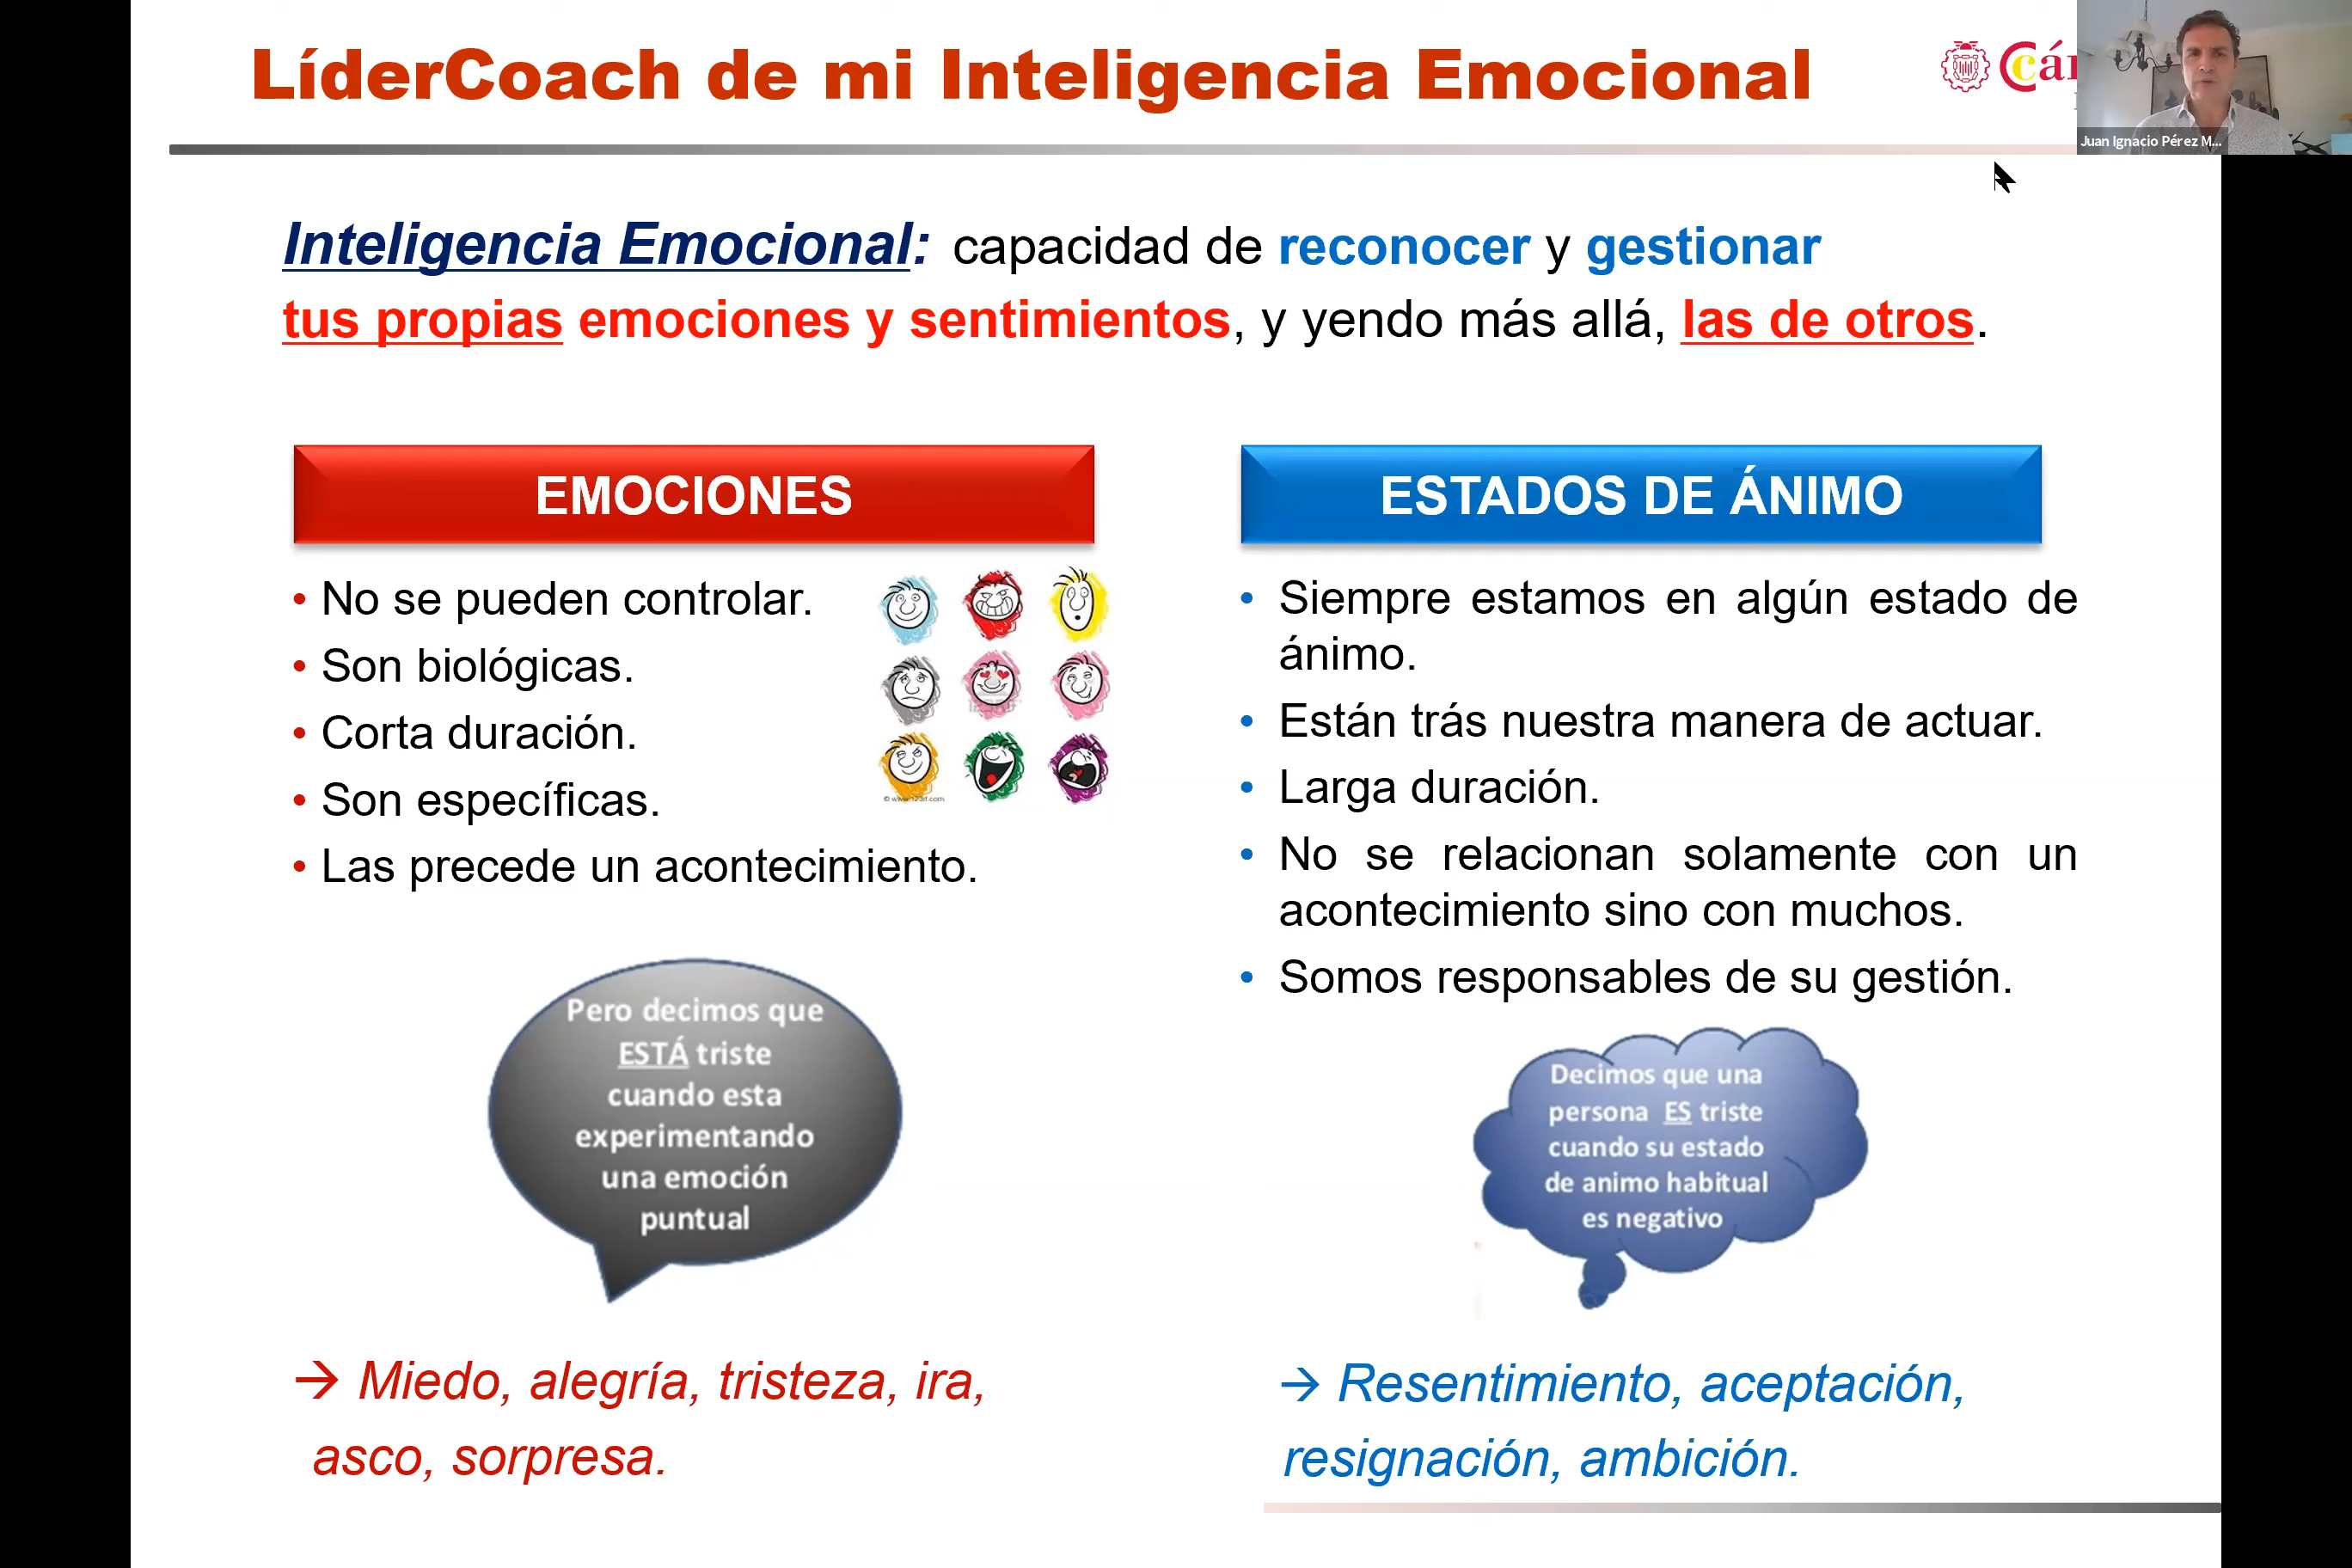 LíderCoach de mi Inteligencia Emocional
Juan Ignacio Pérez M...
Inteligencia Emocional: capacidad de reconocer y gestionar
tus propias emociones y sentimientos, y yendo más allá, las de otros.
EMOCIONES
No se pueden controlar.
Son biológicas.
Corta duración.
Son específicas.
Las precede un acontecimiento.
Pero decimos que
ESTÁ triste
cuando esta
experimentando
una emoción
puntual
→ Miedo, alegría, tristeza, ira,
asco, sorpresa.
ESTADOS DE ÁNIMO
Siempre estamos en algún estado de
ánimo.
Están trás nuestra manera de actuar.
Larga duración.
No se relacionan solamente con un
acontecimiento sino con muchos.
Somos responsables de su gestión.
Decimos que una
persona ES triste
cuando su estado
de animo habitual
es negativo
→ Resentimiento, aceptación,
resignación, ambición.